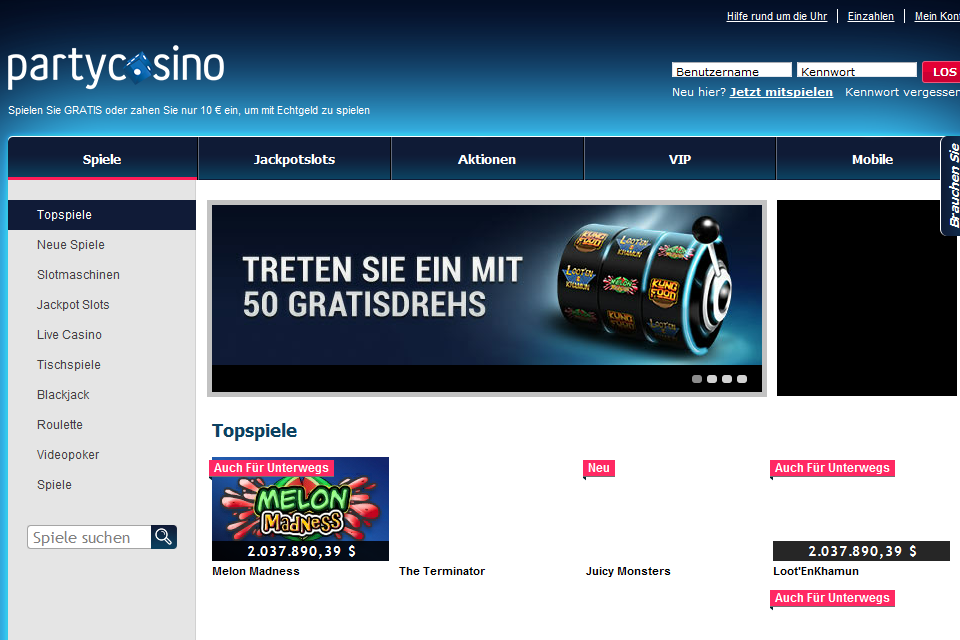 Hilfe rund um die Uhr
Einzahlen
Mein Kon
partycasino
Benutzername
Kennwort
LOS
Neu hier? Jetzt mitspielen
Kennwort vergessen
Spielen Sie GRATIS oder zahen Sie nur 10 € ein, um mit Echtgeld zu spielen
Spiele
Jackpotslots
Aktionen
VIP
Mobile
Brauchen Sie
Topspiele
Neue Spiele
Slotmaschinen
Jackpot Slots
Live Casino
Tischspiele
Blackjack
Roulette
Videopoker
Spiele
Spiele suchen
TRETEN SIE EIN MIT
50 GRATISDREHS
KUNG FOOD
LOOT'EN KHAMUN
KUNG FOOD
Topspiele
Auch Für Unterwegs
MELON
MADNESS
2.037.890,39 $
Melon Madness
The Terminator
Neu
Juicy Monsters
Auch Für Unterwegs
2.037.890,39 $
Loot'EnKhamun
Auch Für Unterwegs